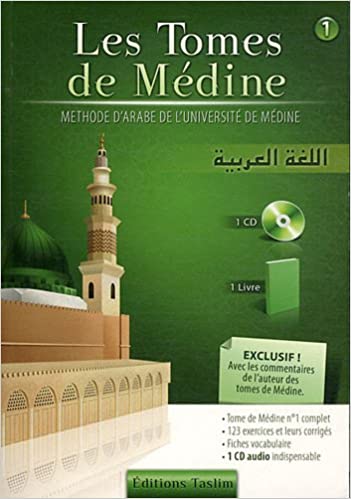 1
Les Tomes
de Médine
METHODE D'ARABE DE L'UNIVERSITÉ DE MÉDINE
اللغة العربية
1 CD
1 Livre
EXCLUSIF !
Avec les commentaires
de l'auteur des
tomes de Médine.
• Tome de Médine n°1 complet
• 123 exercices et leurs corrigés
• Fiches vocabulaire
• 1 CD audio indispensable
Éditions Taslim